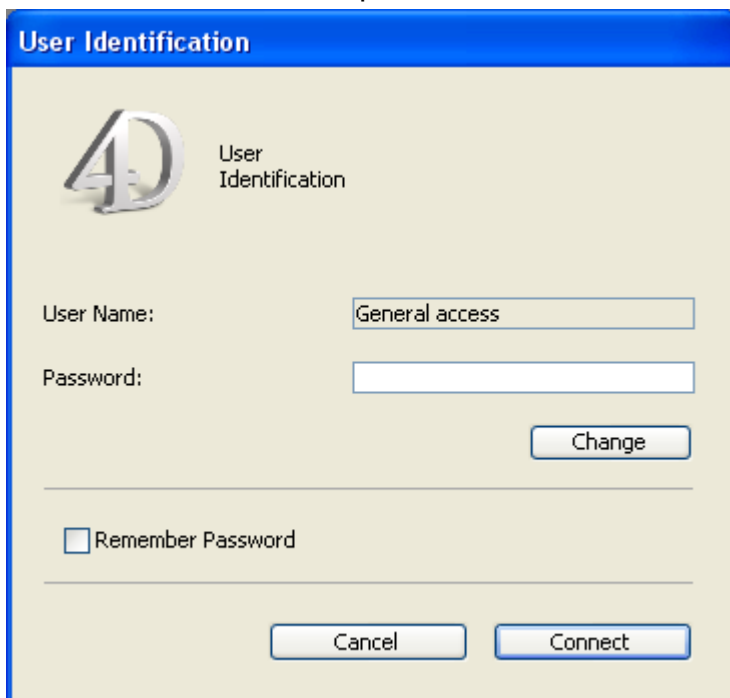 User Identification
4D
User
Identification
User Name:
General access
Password:
Change
Remember Password
Cancel
Connect